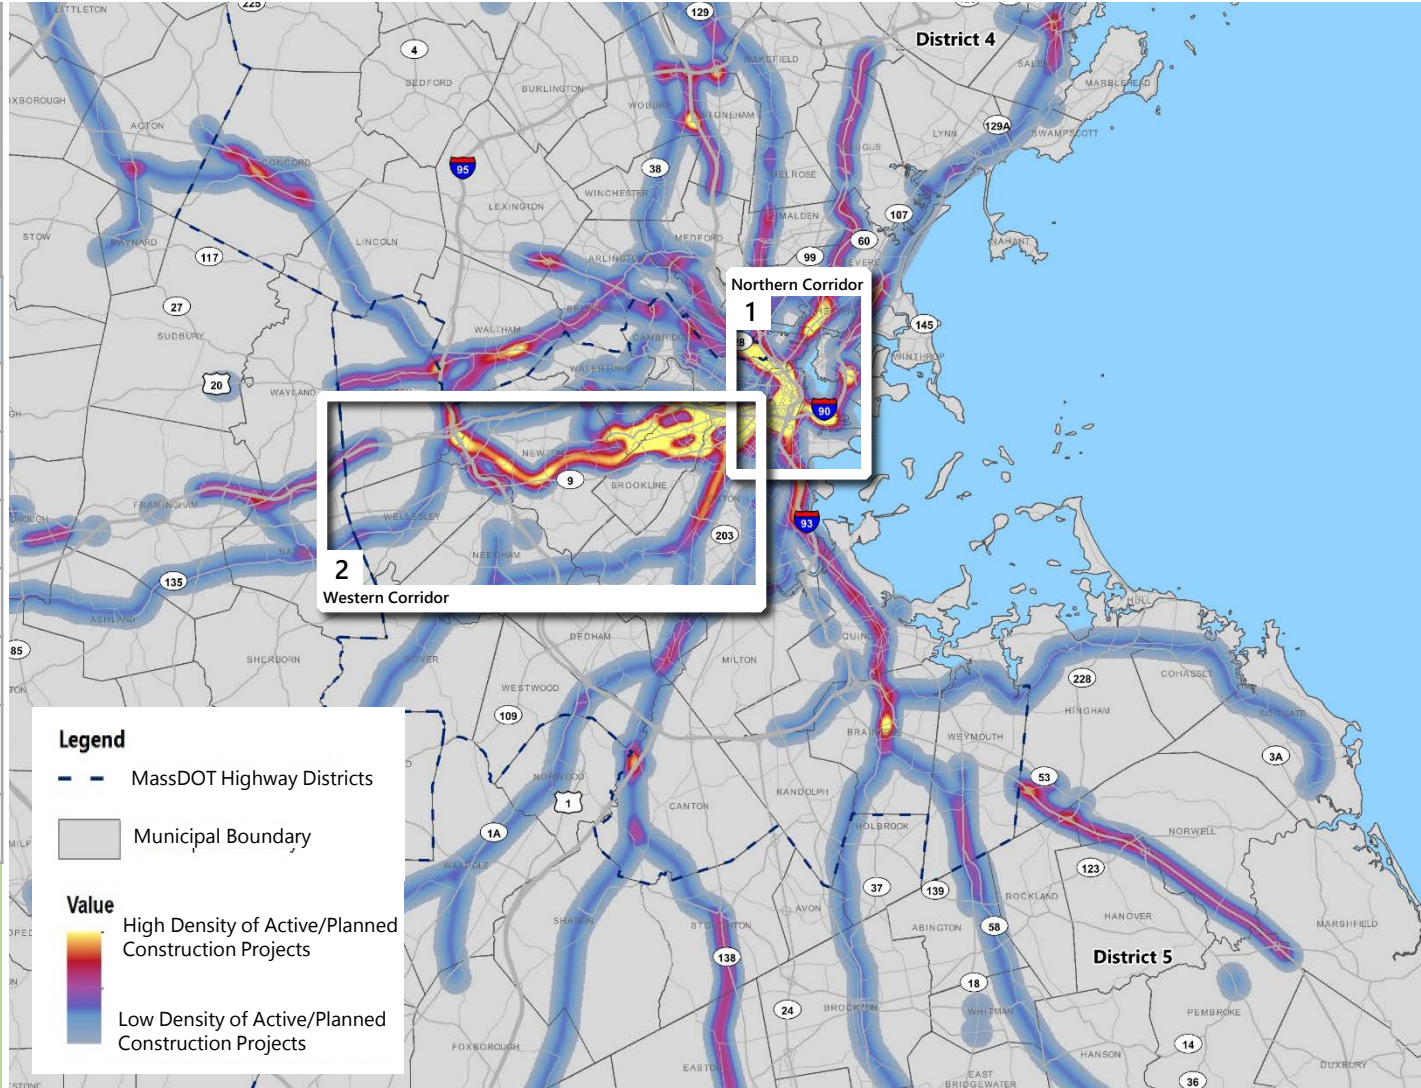 LITTLETON
225
129
District 4
4
WAKEFIELD
SALEM
BEDFORD
BURLINGTON
MARBLEHEAD
WOBURN
STONEHAM
ACTON
129A
LYNN
SWAMPSCOTT
SAUGUS
CONCORD
95
38
MELROSE
WINCHESTER
LEXINGTON
107
MALDEN
STOW
MAYNARD
LINCOLN
MEDFORD
60
NAHANT
117
99
ARLINGTON
Northern Corridor
1
27
SUDBURY
WALTHAM
CAMBRIDGE
28
145
WINTHROP
WATERTOWN
20
WAYLAND
90
NEWTON
9
BROOKLINE
FRAMINGHAM
WELLESLEY
93
203
NEEDHAM
2
135
Western Corridor
ASHLAND
HULL
DEDHAM
85
SHERBORN
DOVER
MILTON
WESTWOOD
228
COHASSET
109
HINGHAM
SCITUATE
Legend
MassDOT Highway Districts
Municipal Boundary
Value
High Density of Active/Planned
Construction Projects
Low Density of Active/Planned
Construction Projects
BRAINTREE
WEYMOUTH
3A
NORWOOD
53
1
CANTON
RANDOLPH
1A
HOLBROOK
NORWELL
WALPOLE
123
37
139
ROCKLAND
AVON
HANOVER
SHARON
STOUGHTON
ABINGTON
58
MARSHFIELD
138
District 5
18
24
BROCKTON
WHITMAN
PEMBROKE
14
FOXBOROUGH
HANSON
EASTON
EAST
BRIDGEWATER
DUXBURY
36